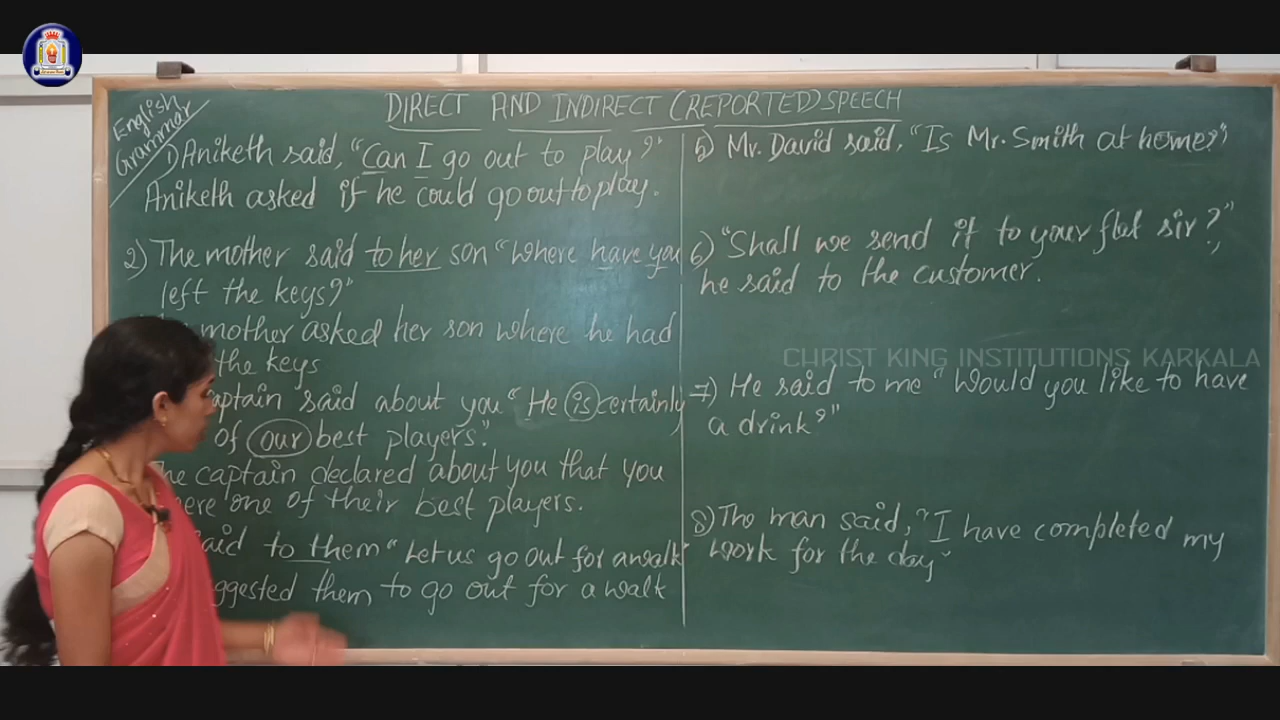 English
Grammar
DIRECT AND INDIRECT (REPORTED) SPEECH
1) Aniketh said, "Can I go out to play?"
Aniketh asked if he could go out to play.
2) The mother said to her son "Where have you
left the keys?"
mother asked her son where he had
the keys
said about you "He is certainly
of our best players."
captain declared about you that you
one of their best players.
said to them "Let us go out for a walk"
them to go out for a walk
5) Mr. David said, "Is Mr. Smith at home?"
6) "Shall we send it to your flat sir?",
he said to the customer.
CHRIST KING INSTITUTIONS KARKALA
7) He said to me "Would you like to have
a drink?"
8) The man said, "I have completed my
work for the day"